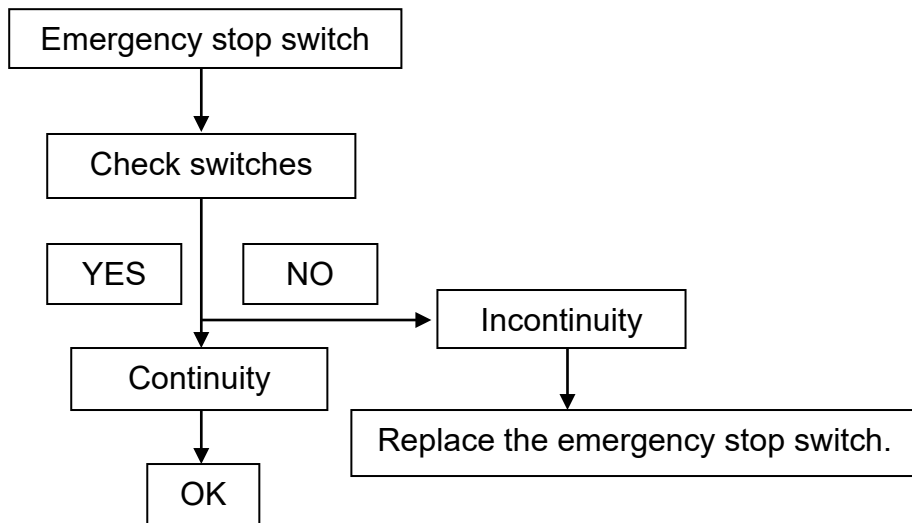 Emergency stop switch
Check switches
YES
NO
Incontinuity
Continuity
Replace the emergency stop switch.
OK